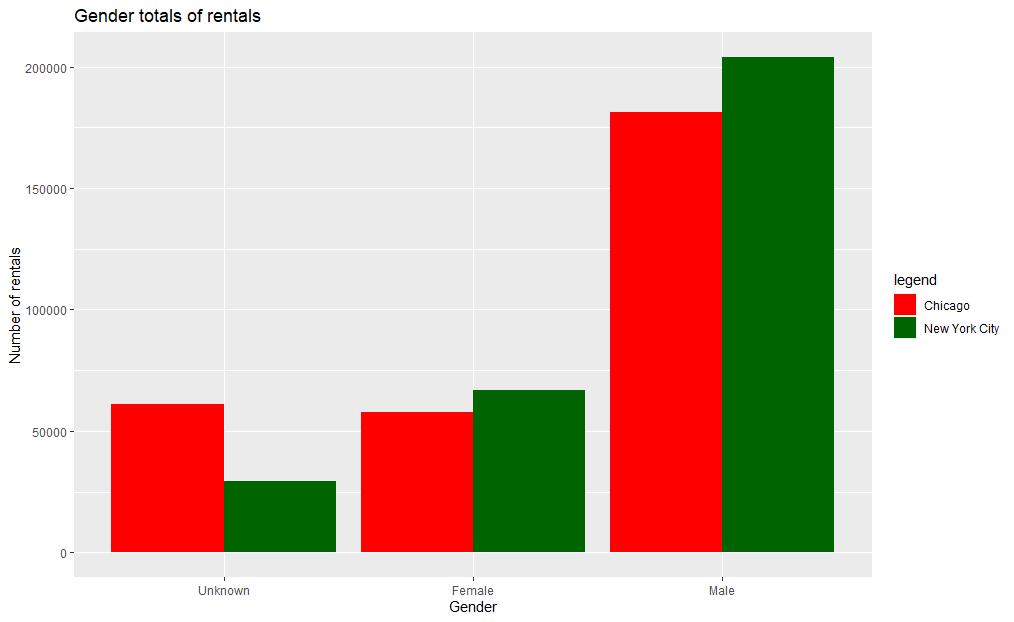 Gender totals of rentals
Number of rentals
200000
150000
100000
50000
0
Unknown Female Male
Gender
legend
Chicago
New York City